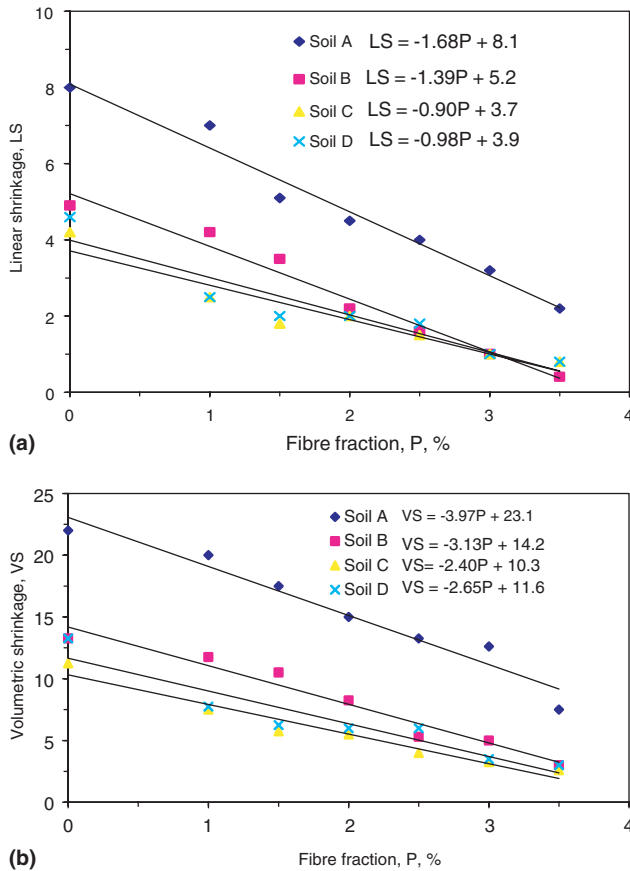 10
8
6
4
2
0
Linear shrinkage, LS
Soil A LS = -1.68P + 8.1
Soil B LS = -1.39P + 5.2
Soil C LS = -0.90P + 3.7
Soil D LS = -0.98P + 3.9
0 1 2 3 4
(a) Fibre fraction, P, %
25
20
15
10
5
0
Volumetric shrinkage, VS
Soil A VS = -3.97P + 23.1
Soil B VS = -3.13P + 14.2
Soil C VS = -2.40P + 10.3
Soil D VS = -2.65P + 11.6
0 1 2 3 4
(b) Fibre fraction, P, %